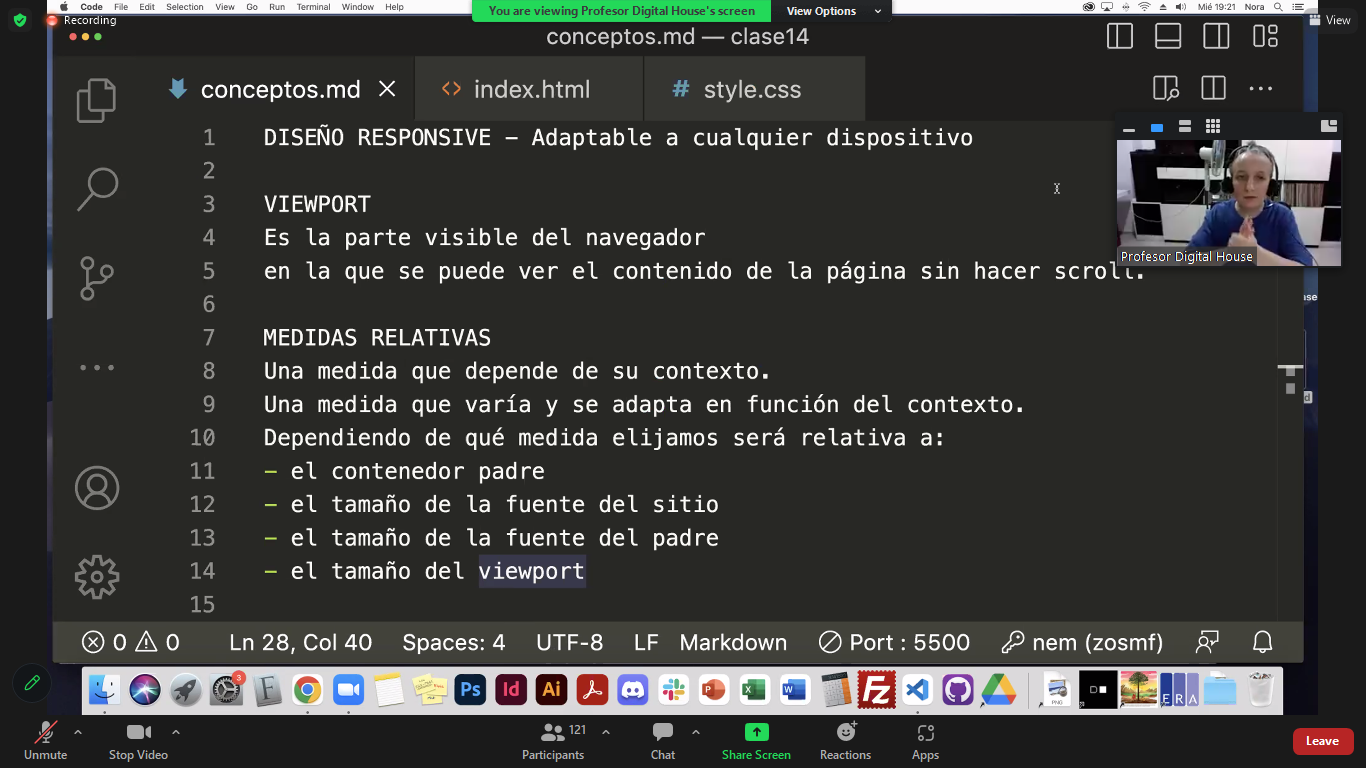 Code File Edit Selection View Go Run Terminal Window Help
You are viewing Profesor Digital House's screen
View Options
Mié 19:21 Nora
View
Recording
conceptos.md — clase14
conceptos.md
index.html
# style.css
1 DISEÑO RESPONSIVE - Adaptable a cualquier dispositivo
2
3 VIEWPORT
4 Es la parte visible del navegador
5 en la que se puede ver el contenido de la página sin hacer scroll.
6
7 MEDIDAS RELATIVAS
8 Una medida que depende de su contexto.
9 Una medida que varía y se adapta en función del contexto.
10 Dependiendo de qué medida elijamos será relativa a:
11 - el contenedor padre
12 - el tamaño de la fuente del sitio
13 - el tamaño de la fuente del padre
14 - el tamaño del viewport
15
Profesor Digital House
0 0 Ln 28, Col 40 Spaces: 4 UTF-8 LF Markdown Port : 5500 nem (zosmf)
3
Ps Id Ai
PNG
ERA
Unmute
Stop Video
Participants
121
Chat
Share Screen
Reactions
Apps
Leave